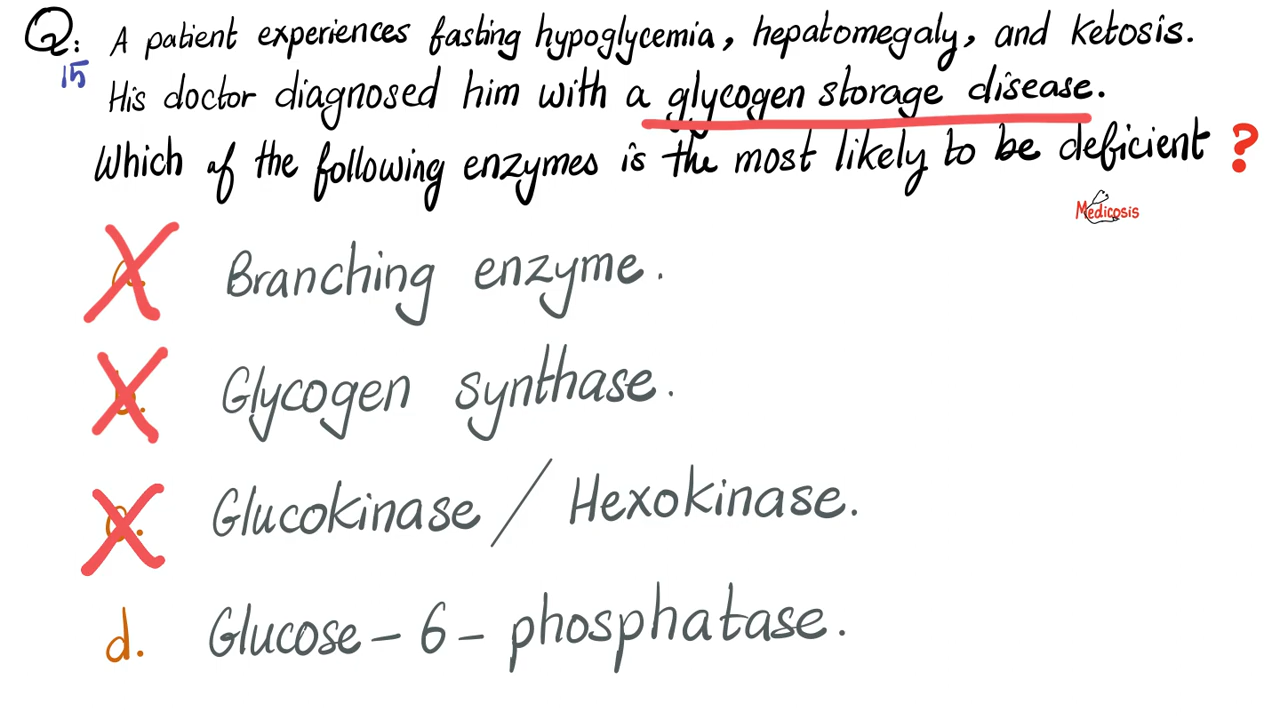 Q: A patient experiences fasting hypoglycemia, hepatomegaly, and ketosis.
15
His doctor diagnosed him with a glycogen storage disease.
Which of the following enzymes is the most likely to be deficient ?
Medicosis
a. Branching enzyme.
b. Glycogen synthase.
c. Glucokinase / Hexokinase.
d. Glucose-6-phosphatase.